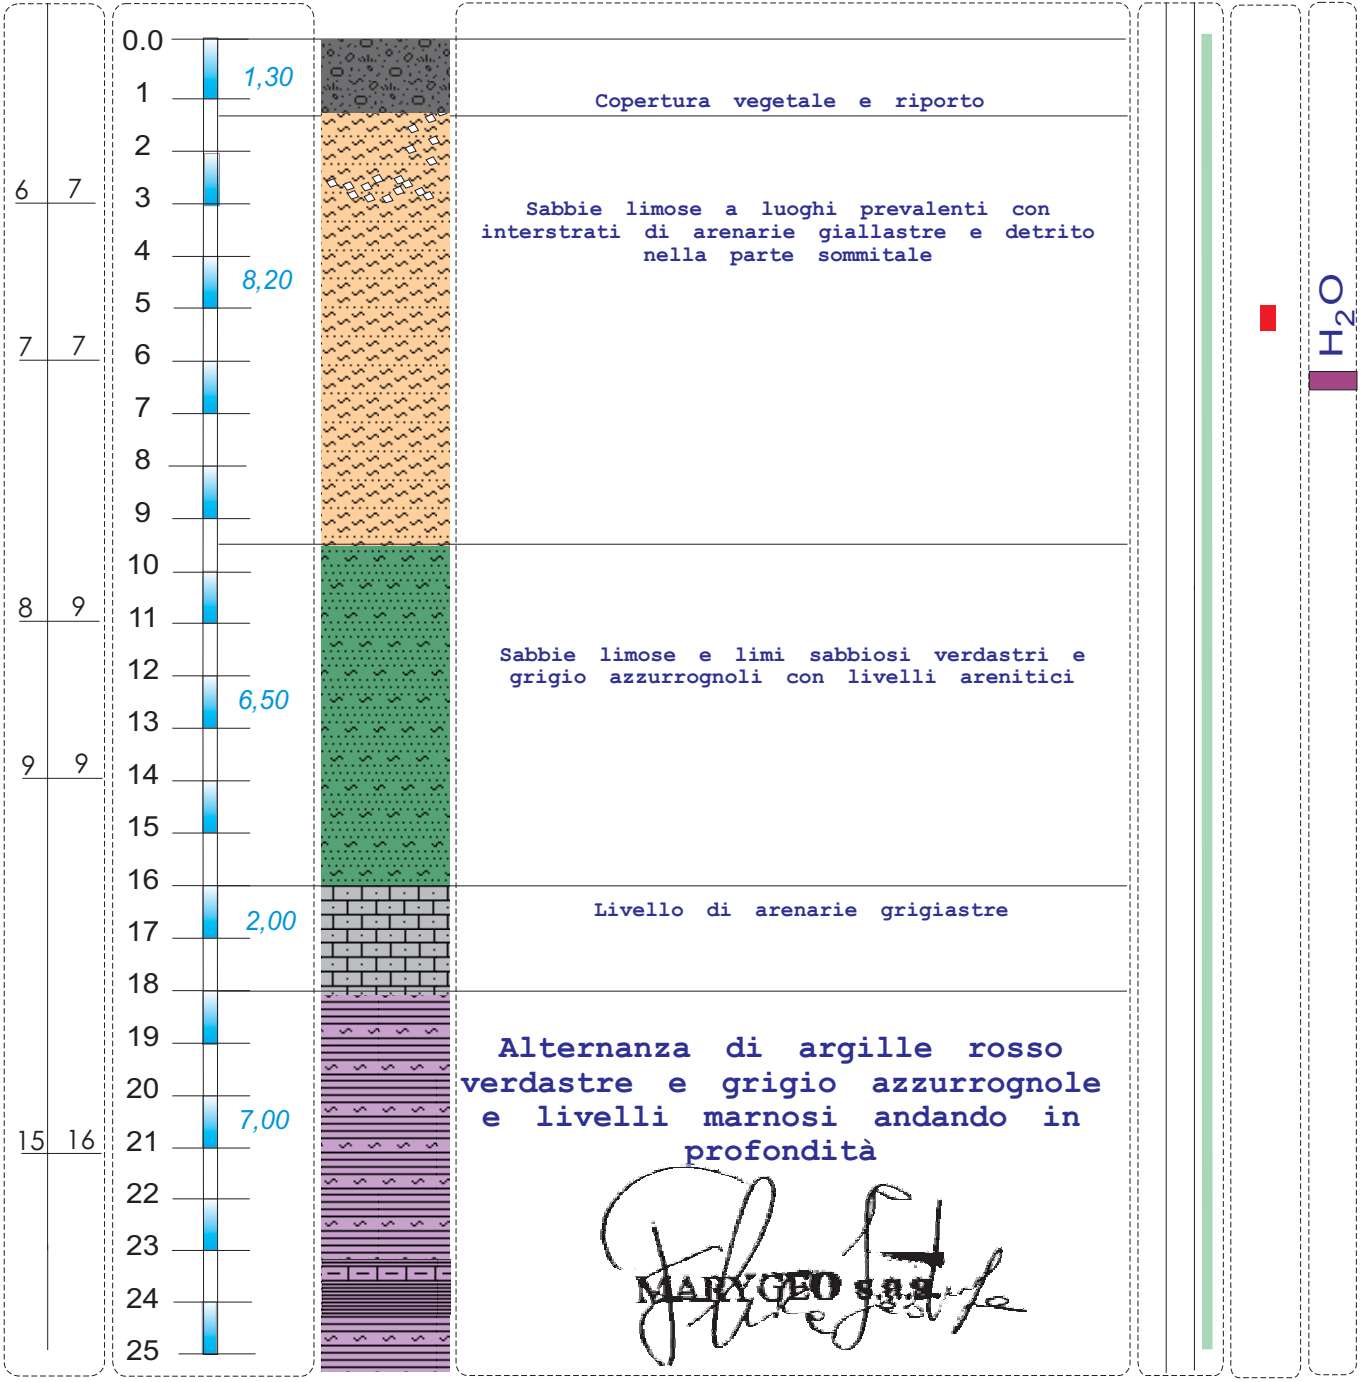 0.0
1
2
3
4
5
6
7
8
9
10
11
12
13
14
15
16
17
18
19
20
21
22
23
24
25
6 7
7 7
8 9
9 9
15 16
1,30
8,20
6,50
2,00
7,00
Copertura vegetale e riporto
Sabbie limose a luoghi prevalenti con
interstrati di arenarie giallastre e detrito
nella parte sommitale
Sabbie limose e limi sabbiosi verdastri e
grigio azzurrognoli con livelli arenitici
Livello di arenarie grigiastre
Alternanza di argille rosso
verdastre e grigio azzurrognole
e livelli marnosi andando in
profondità
MARYGEO s.a.s.
H₂O